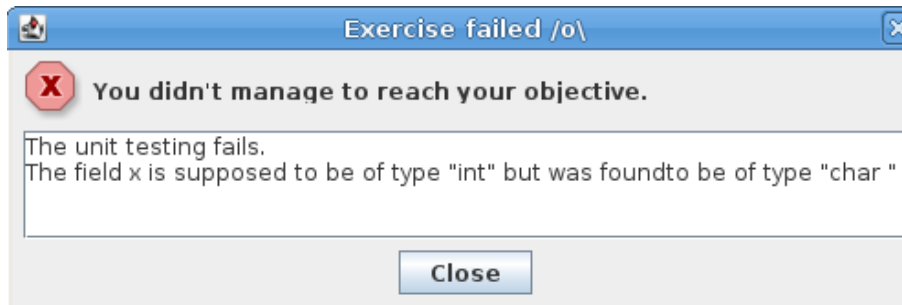 Exercise failed /o\
You didn't manage to reach your objective.
The unit testing fails.
The field x is supposed to be of type "int" but was foundto be of type "char "
Close